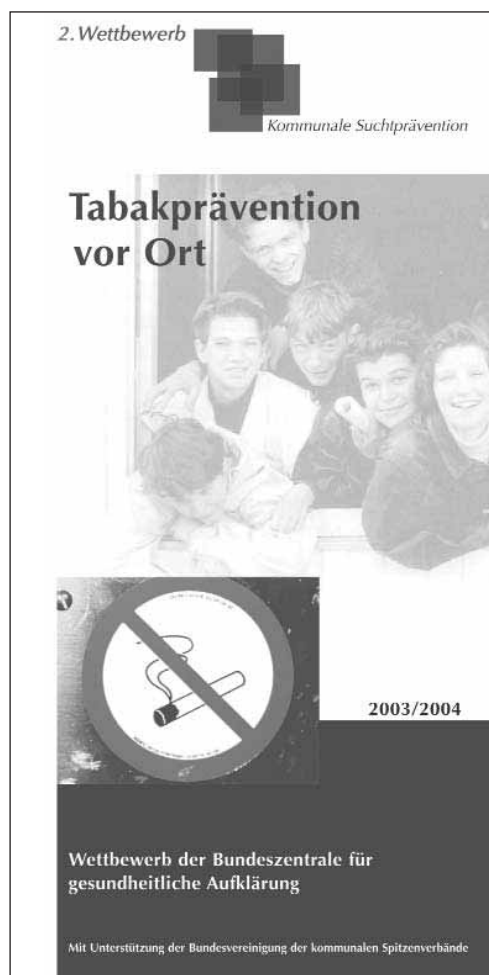 2. Wettbewerb
Kommunale Suchtprävention
Tabakprävention
vor Ort
2003/2004
Wettbewerb der Bundeszentrale für
gesundheitliche Aufklärung
Mit Unterstützung der Bundesvereinigung der kommunalen Spitzenverbände